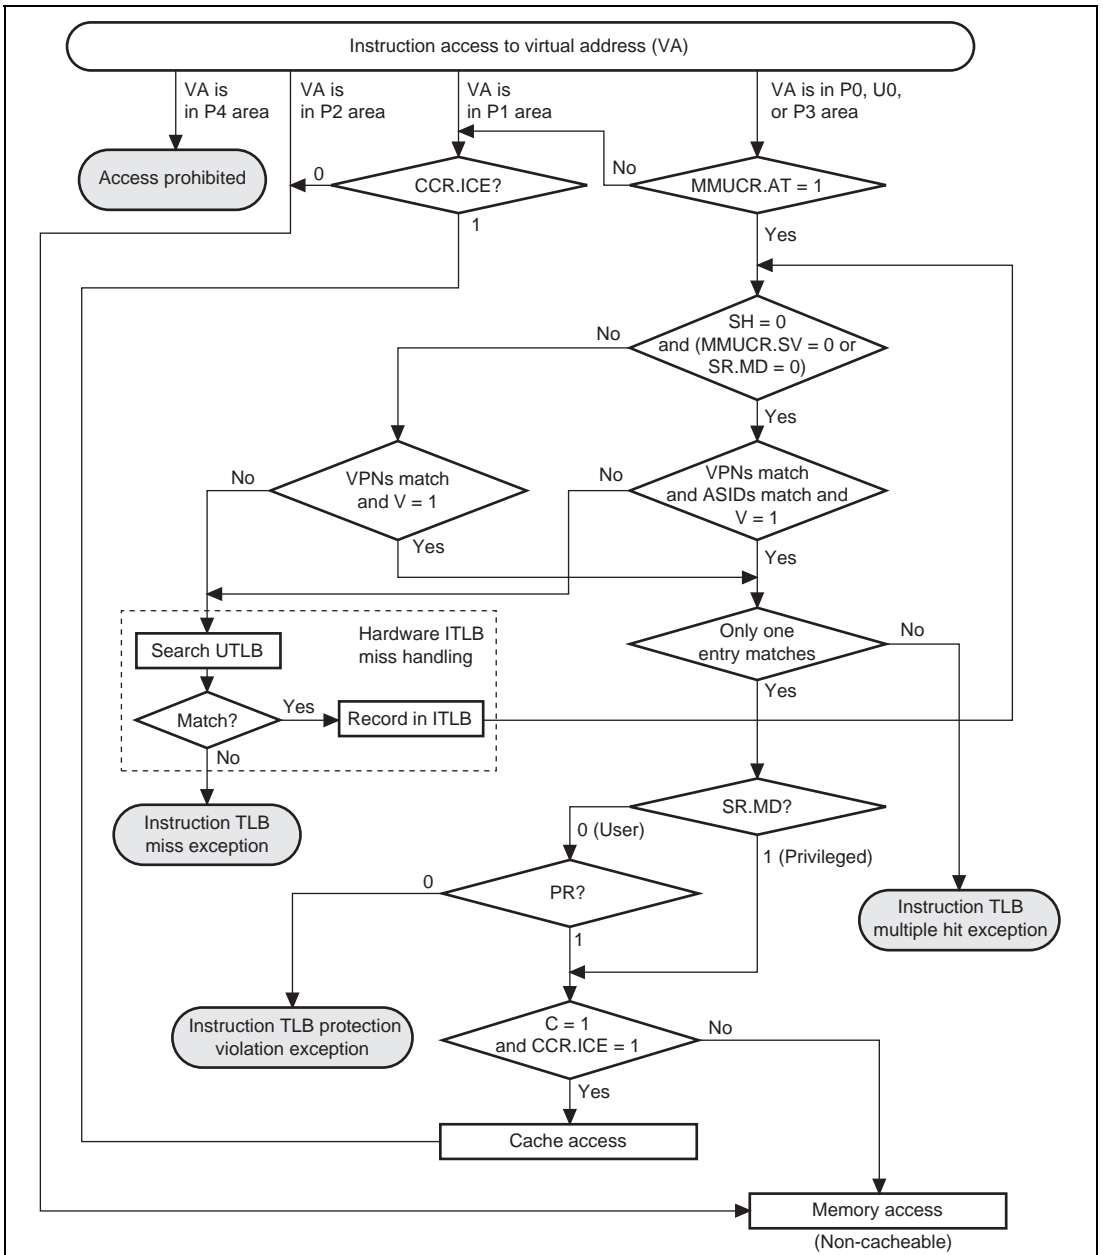 Instruction access to virtual address (VA)
VA is
in P4 area
VA is
in P2 area
VA is
in P1 area
VA is in P0, U0,
or P3 area
Access prohibited
0
CCR.ICE?
1
No
MMUCR.AT = 1
Yes
No
SH = 0
and (MMUCR.SV = 0 or
SR.MD = 0)
Yes
No
VPNs match
and V = 1
Yes
No
VPNs match
and ASIDs match and
V = 1
Yes
Hardware ITLB
miss handling
Search UTLB
Match?
Yes
Record in ITLB
No
Instruction TLB
miss exception
Only one
entry matches
No
Yes
SR.MD?
0 (User)
1 (Privileged)
0
PR?
1
Instruction TLB
multiple hit exception
Instruction TLB protection
violation exception
C = 1
and CCR.ICE = 1
No
Yes
Cache access
Memory access
(Non-cacheable)